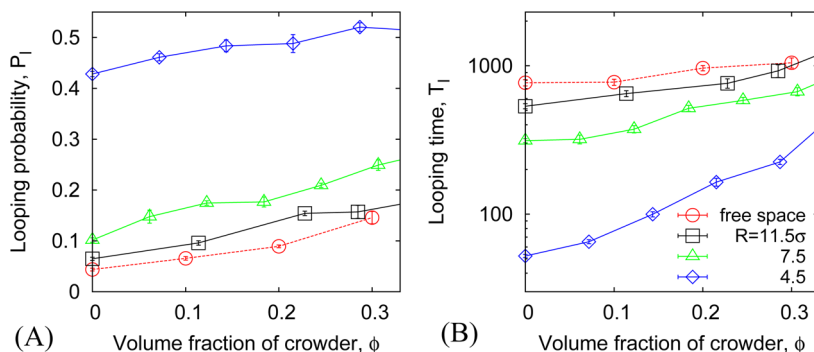 0.5
0.4
0.3
0.2
0.1
0
Looping probability, P_l
0 0.1 0.2 0.3
Volume fraction of crowder, ϕ
(A)
1000
100
Looping time, T_l
free space
R=11.5σ
7.5
4.5
0 0.1 0.2 0.3
Volume fraction of crowder, ϕ
(B)